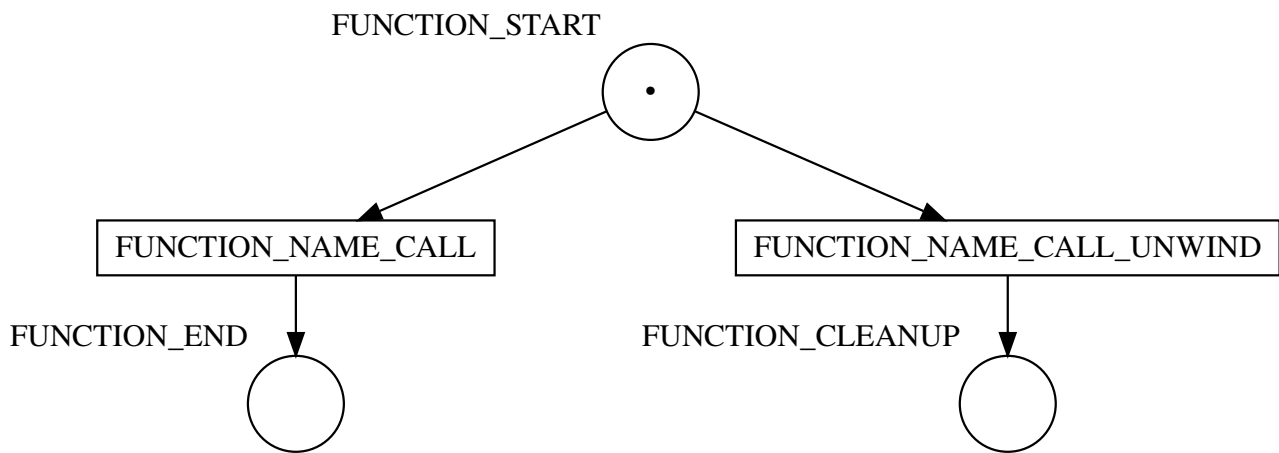 FUNCTION_START
FUNCTION_NAME_CALL
FUNCTION_NAME_CALL_UNWIND
FUNCTION_END
FUNCTION_CLEANUP